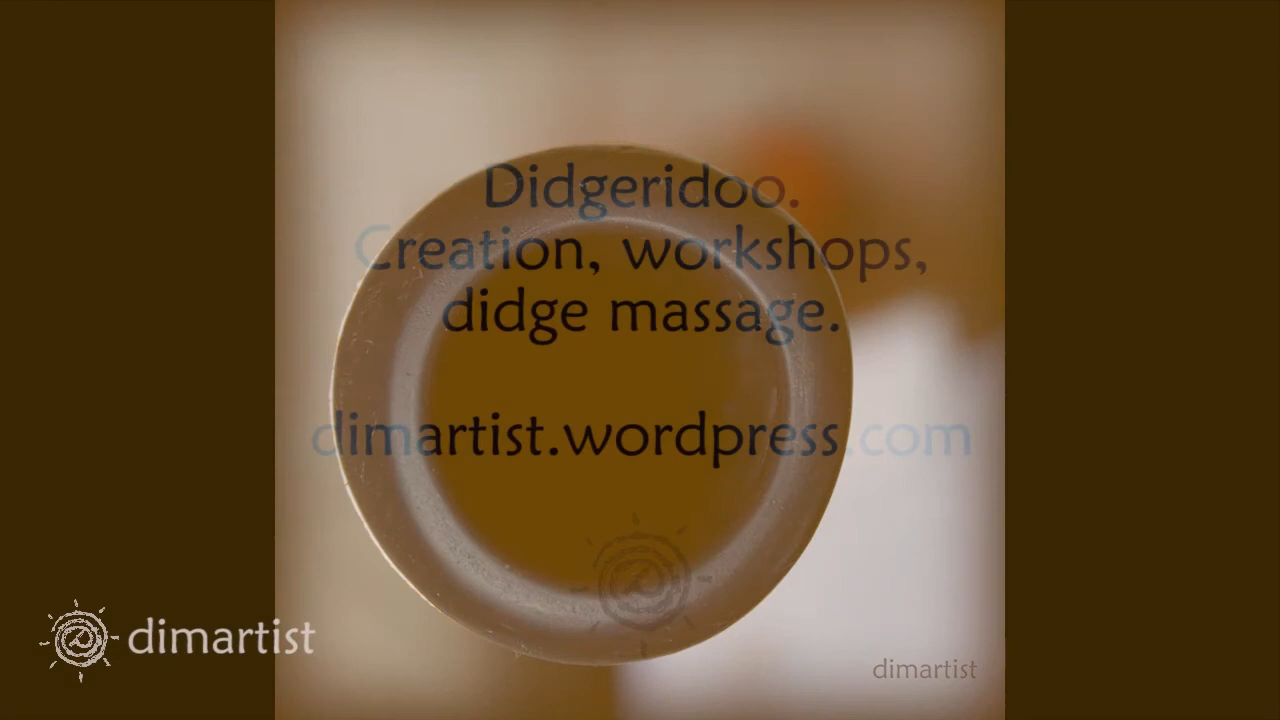 Didgeridoo.
Creation, workshops,
didge massage.
dimartist.wordpress.com
dimartist
dimartist